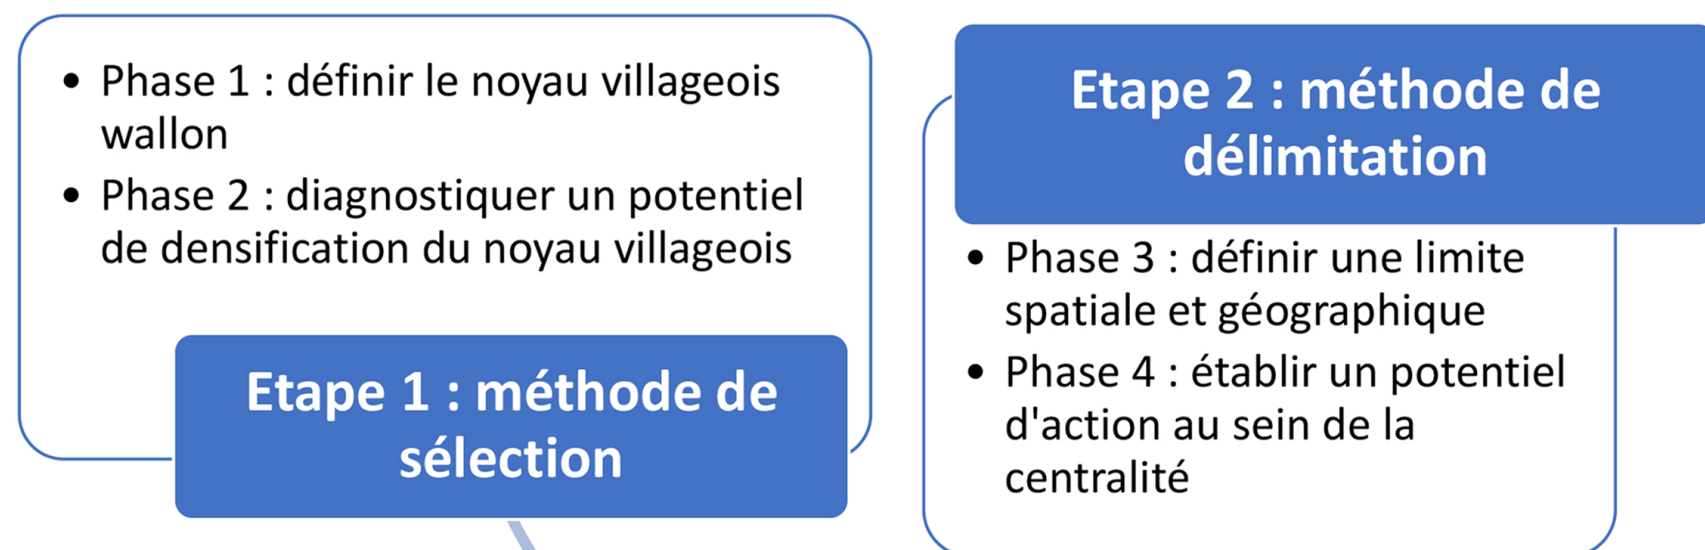 • Phase 1 : définir le noyau villageois
wallon
• Phase 2 : diagnostiquer un potentiel
de densification du noyau villageois
Etape 1 : méthode de
sélection
Etape 2 : méthode de
délimitation
• Phase 3 : définir une limite
spatiale et géographique
• Phase 4 : établir un potentiel
d'action au sein de la
centralité